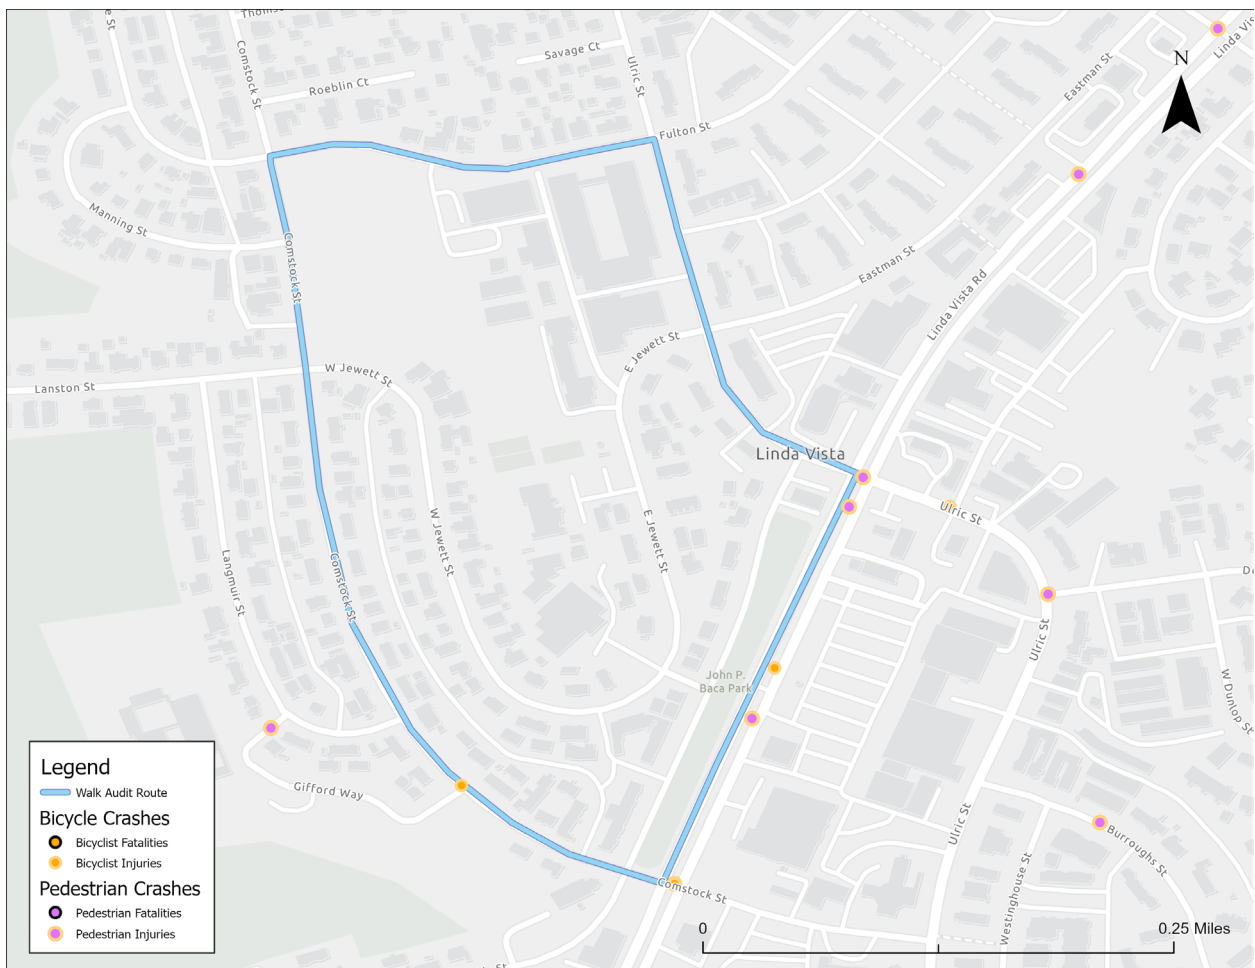 Comstock St
Roeblin Ct
Savage Ct
Ulric St
Fulton St
Eastman St
N
Manning St
Comstock St
Eastman St
Linda Vista Rd
E Jewett St
Lanston St
W Jewett St
Linda Vista
Ulric St
W Jewett St
E Jewett St
Langmuir St
Comstock St
Ulric St
John P.
Baca Park
W Dunlop St
Gifford Way
Ulric St
Burroughs St
Westinghouse St
Comstock St
Legend
Walk Audit Route
Bicycle Crashes
Bicyclist Fatalities
Bicyclist Injuries
Pedestrian Crashes
Pedestrian Fatalities
Pedestrian Injuries
0
0.25 Miles